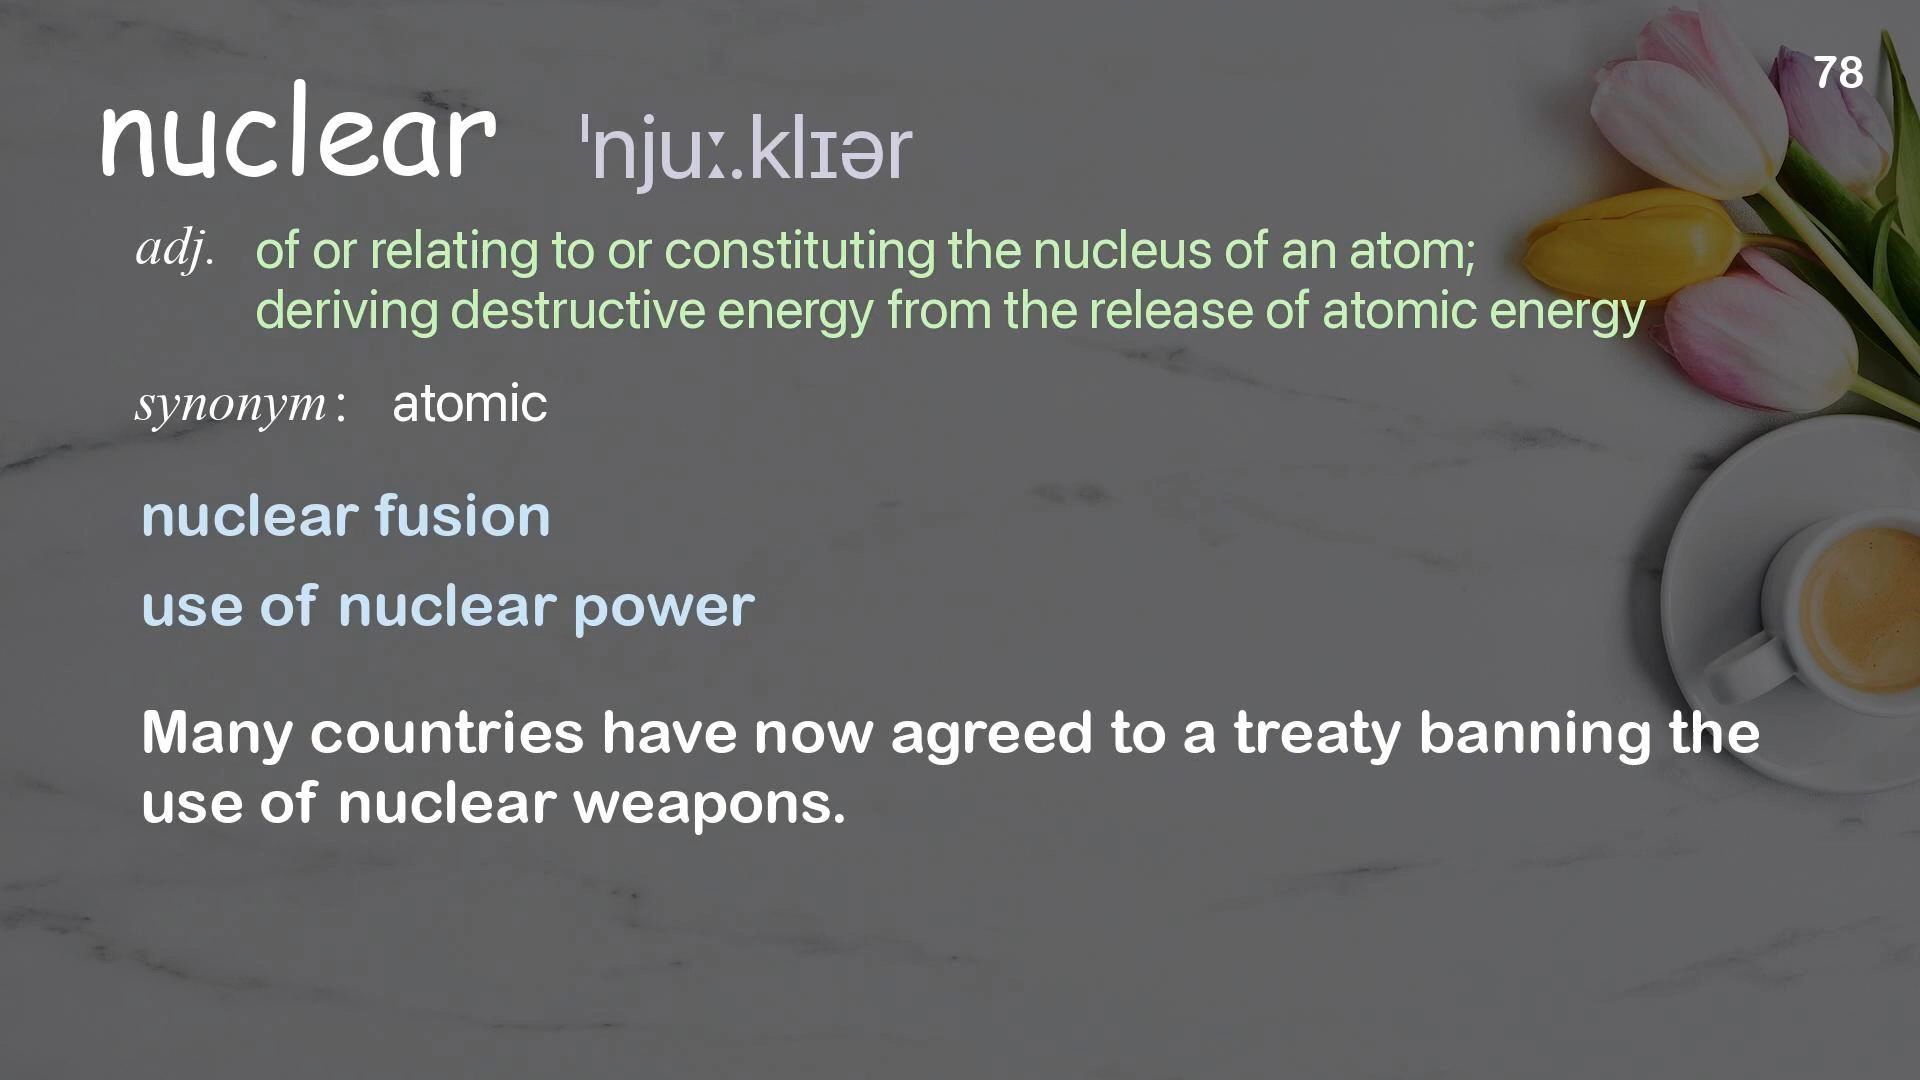 78
nuclear ˈnjuː.klɪər
adj. of or relating to or constituting the nucleus of an atom;
deriving destructive energy from the release of atomic energy
synonym: atomic
nuclear fusion
use of nuclear power
Many countries have now agreed to a treaty banning the
use of nuclear weapons.